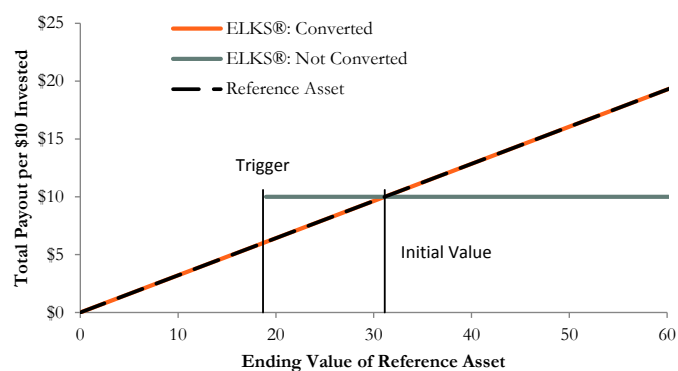 $25
$20
$15
$10
$5
$0
Total Payout per $10 Invested
ELKS®: Converted
ELKS®: Not Converted
Reference Asset
Trigger
Initial Value
0 10 20 30 40 50 60
Ending Value of Reference Asset